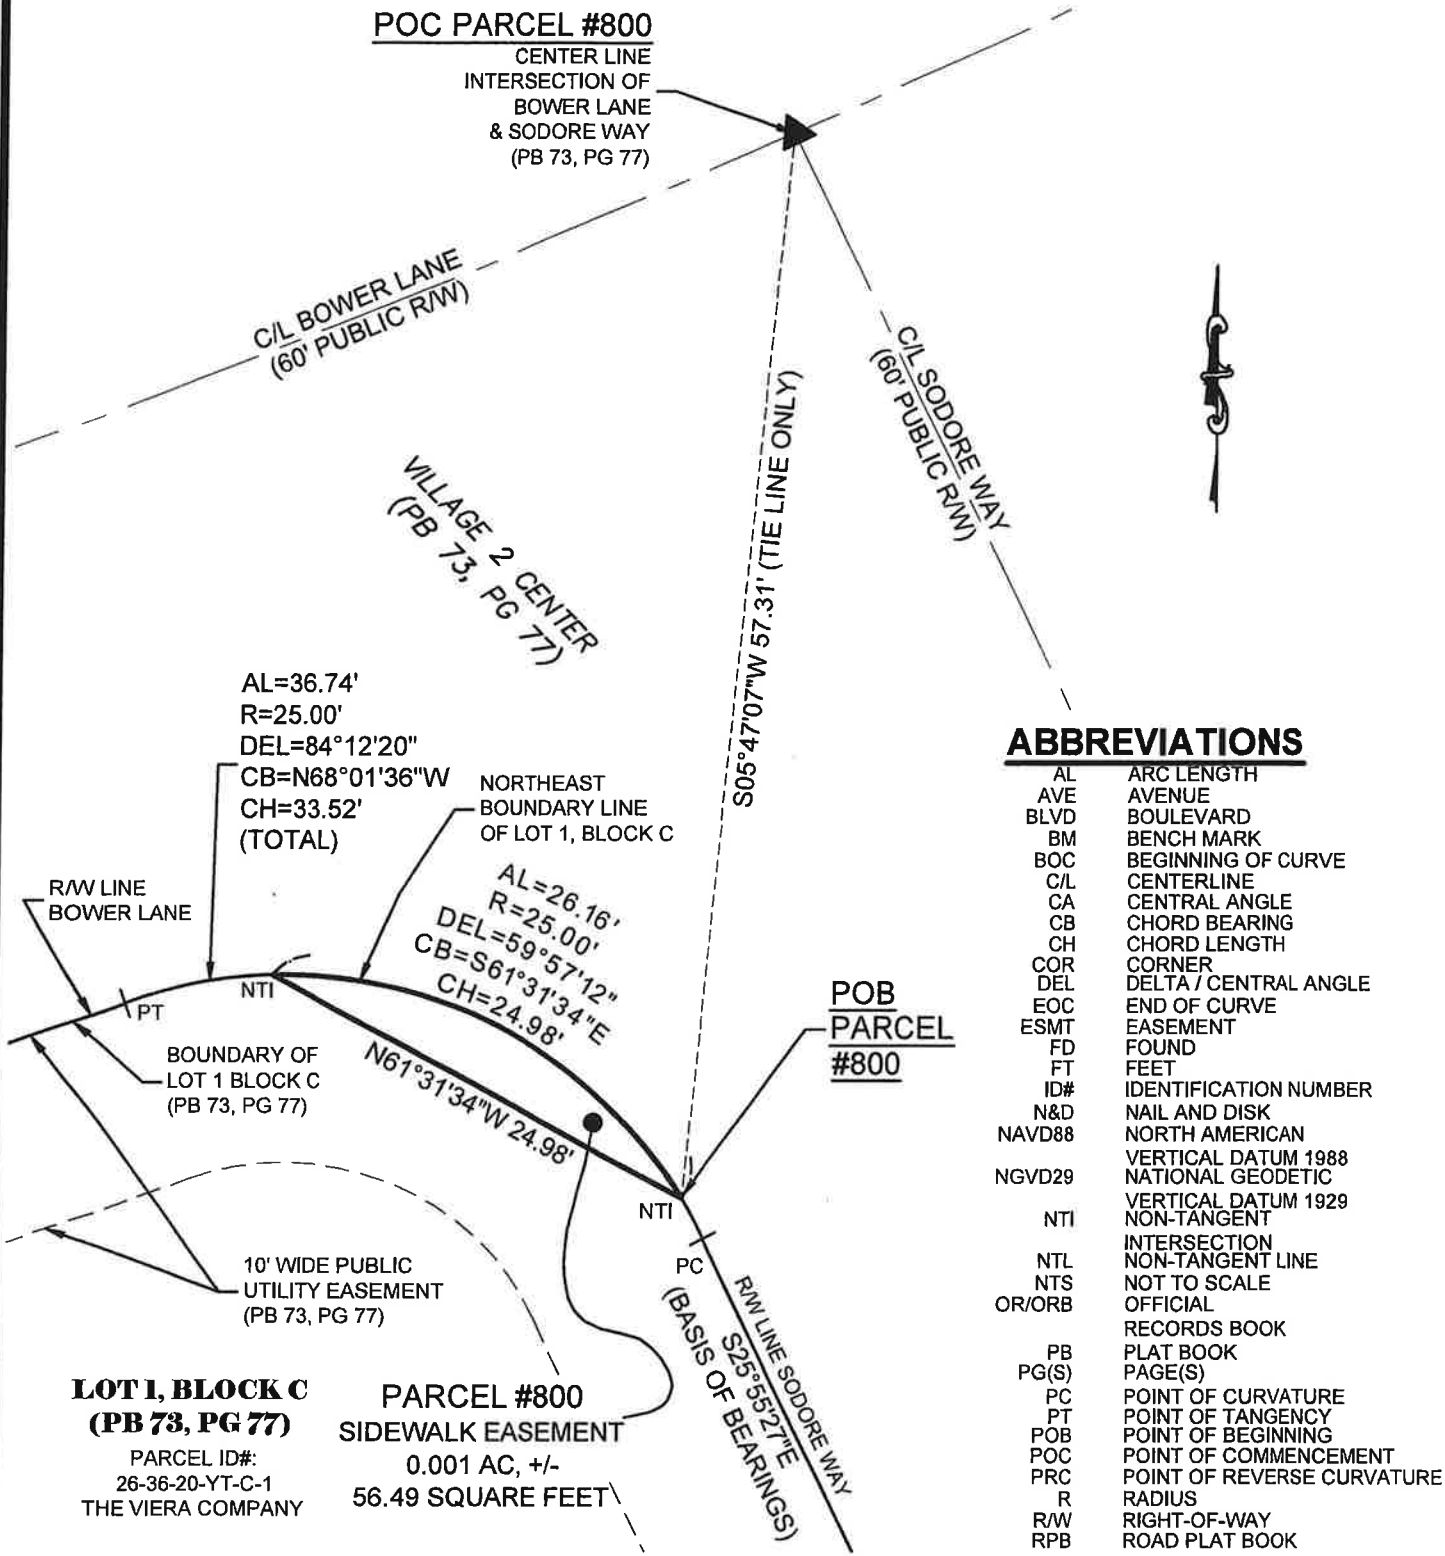 POC PARCEL #800
CENTER LINE
INTERSECTION OF
BOWER LANE
& SODORE WAY
(PB 73, PG 77)
C/L BOWER LANE
(60' PUBLIC R/W)
C/L SODORE WAY
(60' PUBLIC R/W)
S05°47'07"W 57.31' (TIE LINE ONLY)
VILLAGE 2 CENTER
(PB 73, PG 77)
AL=36.74'
R=25.00'
DEL=84°12'20"
CB=N68°01'36"W
CH=33.52'
(TOTAL)
NORTHEAST
BOUNDARY LINE
OF LOT 1, BLOCK C
R/W LINE
BOWER LANE
AL=26.16'
R=25.00'
DEL=59°57'12"
CB=S61°31'34"E
CH=24.98'
NTI
PT
N61°31'34"W 24.98'
BOUNDARY OF
LOT 1 BLOCK C
(PB 73, PG 77)
POB
PARCEL
#800
NTI
PC
10' WIDE PUBLIC
UTILITY EASEMENT
(PB 73, PG 77)
R/W LINE SODORE WAY
S25°55'27"E
(BASIS OF BEARINGS)
LOT 1, BLOCK C
(PB 73, PG 77)
PARCEL ID#:
26-36-20-YT-C-1
THE VIERA COMPANY
PARCEL #800
SIDEWALK EASEMENT
0.001 AC, +/-
56.49 SQUARE FEET
ABBREVIATIONS
AL ARC LENGTH
AVE AVENUE
BLVD BOULEVARD
BM BENCH MARK
BOC BEGINNING OF CURVE
C/L CENTERLINE
CA CENTRAL ANGLE
CB CHORD BEARING
CH CHORD LENGTH
COR CORNER
DEL DELTA / CENTRAL ANGLE
EOC END OF CURVE
ESMT EASEMENT
FD FOUND
FT FEET
ID# IDENTIFICATION NUMBER
N&D NAIL AND DISK
NAVD88 NORTH AMERICAN
VERTICAL DATUM 1988
NGVD29 NATIONAL GEODETIC
VERTICAL DATUM 1929
NTI NON-TANGENT
INTERSECTION
NTL NON-TANGENT LINE
NTS NOT TO SCALE
OR/ORB OFFICIAL
RECORDS BOOK
PB PLAT BOOK
PG(S) PAGE(S)
PC POINT OF CURVATURE
PT POINT OF TANGENCY
POB POINT OF BEGINNING
POC POINT OF COMMENCEMENT
PRC POINT OF REVERSE CURVATURE
R RADIUS
R/W RIGHT-OF-WAY
RPB ROAD PLAT BOOK